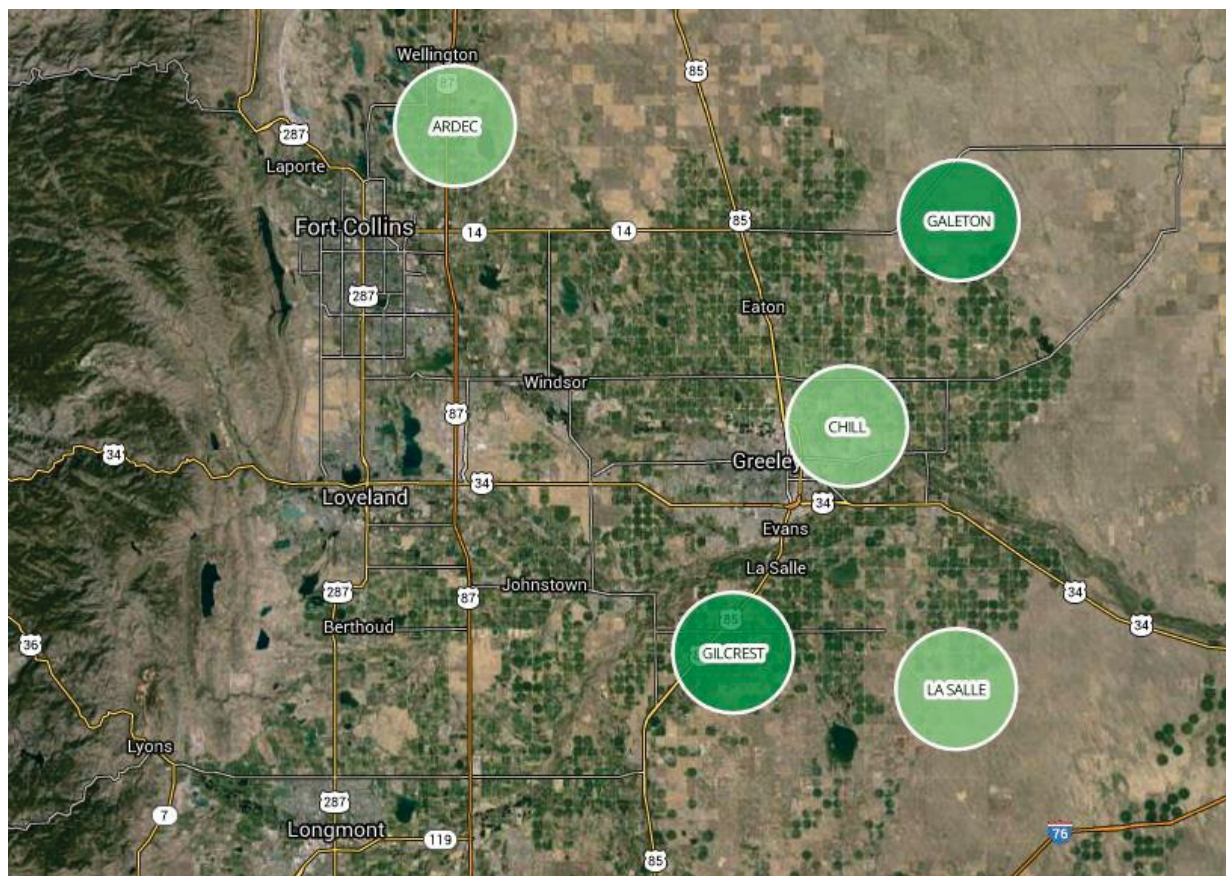 Wellington
85
87
ARDEC
287
Laporte
GALETON
85
Fort Collins
14
14
287
Eaton
Windsor
87
CHILL
34
Greeley
34
Loveland
34
Evans
La Salle
Johnstown
287
87
34
85
Berthoud
34
36
GILCREST
LA SALLE
Lyons
287
7
Longmont
119
76
85